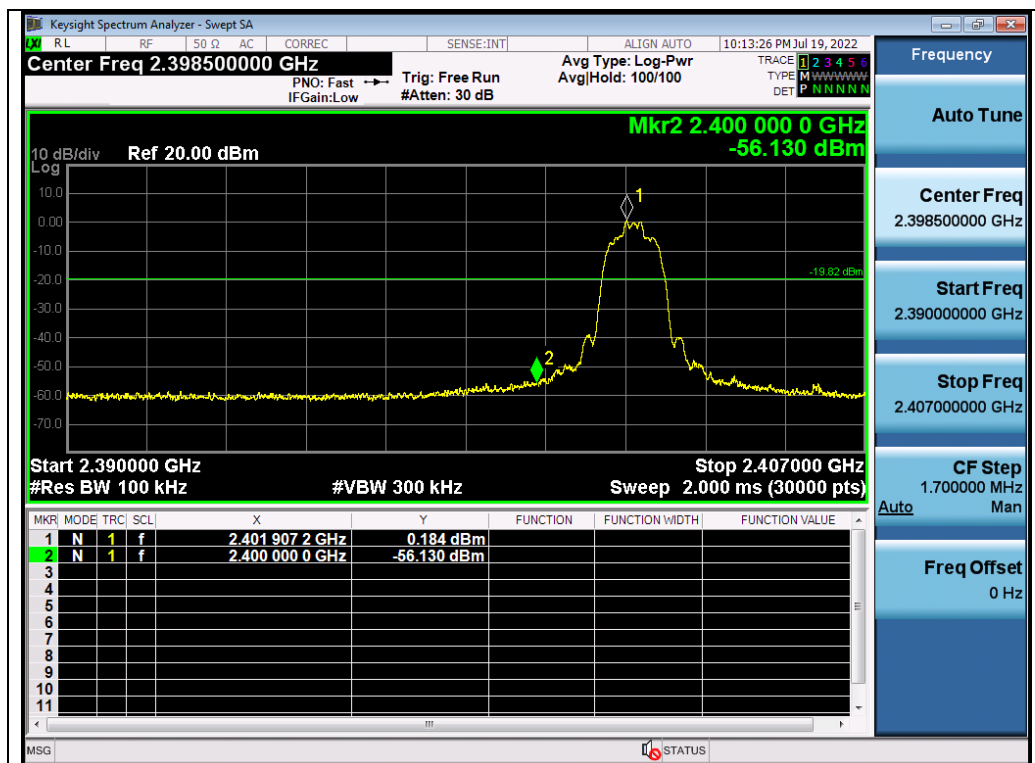 Keysight Spectrum Analyzer - Swept SA
LXI RL RF 50 Ω AC CORREC SENSE:INT ALIGN AUTO 10:13:26 PM Jul 19, 2022
Center Freq 2.398500000 GHz
PNO: Fast
IFGain:Low
Trig: Free Run
#Atten: 30 dB
Avg Type: Log-Pwr
Avg|Hold: 100/100
TRACE 1 2 3 4 5 6
TYPE M WWWWW
DET P N N N N N
Mkr2 2.400 000 0 GHz
-56.130 dBm
10 dB/div Ref 20.00 dBm
Log
10.0
0.00
-10.0
-20.0
-30.0
-40.0
-50.0
-60.0
-70.0
1
-19.82 dBm
2
Start 2.390000 GHz Stop 2.407000 GHz
#Res BW 100 kHz #VBW 300 kHz Sweep 2.000 ms (30000 pts)
MKR MODE TRC SCL X Y FUNCTION FUNCTION WIDTH FUNCTION VALUE
1 N 1 f 2.401 907 2 GHz 0.184 dBm
2 N 1 f 2.400 000 0 GHz -56.130 dBm
3
4
5
6
7
8
9
10
11
MSG STATUS
Frequency
Auto Tune
Center Freq
2.398500000 GHz
Start Freq
2.390000000 GHz
Stop Freq
2.407000000 GHz
CF Step
1.700000 MHz
Auto Man
Freq Offset
0 Hz